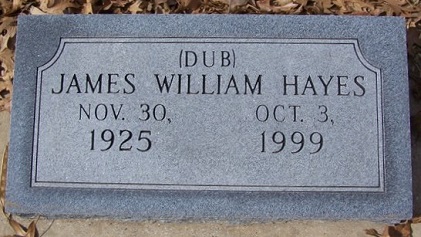 (DUB)
JAMES WILLIAM HAYES
NOV. 30, OCT. 3,
1925 1999